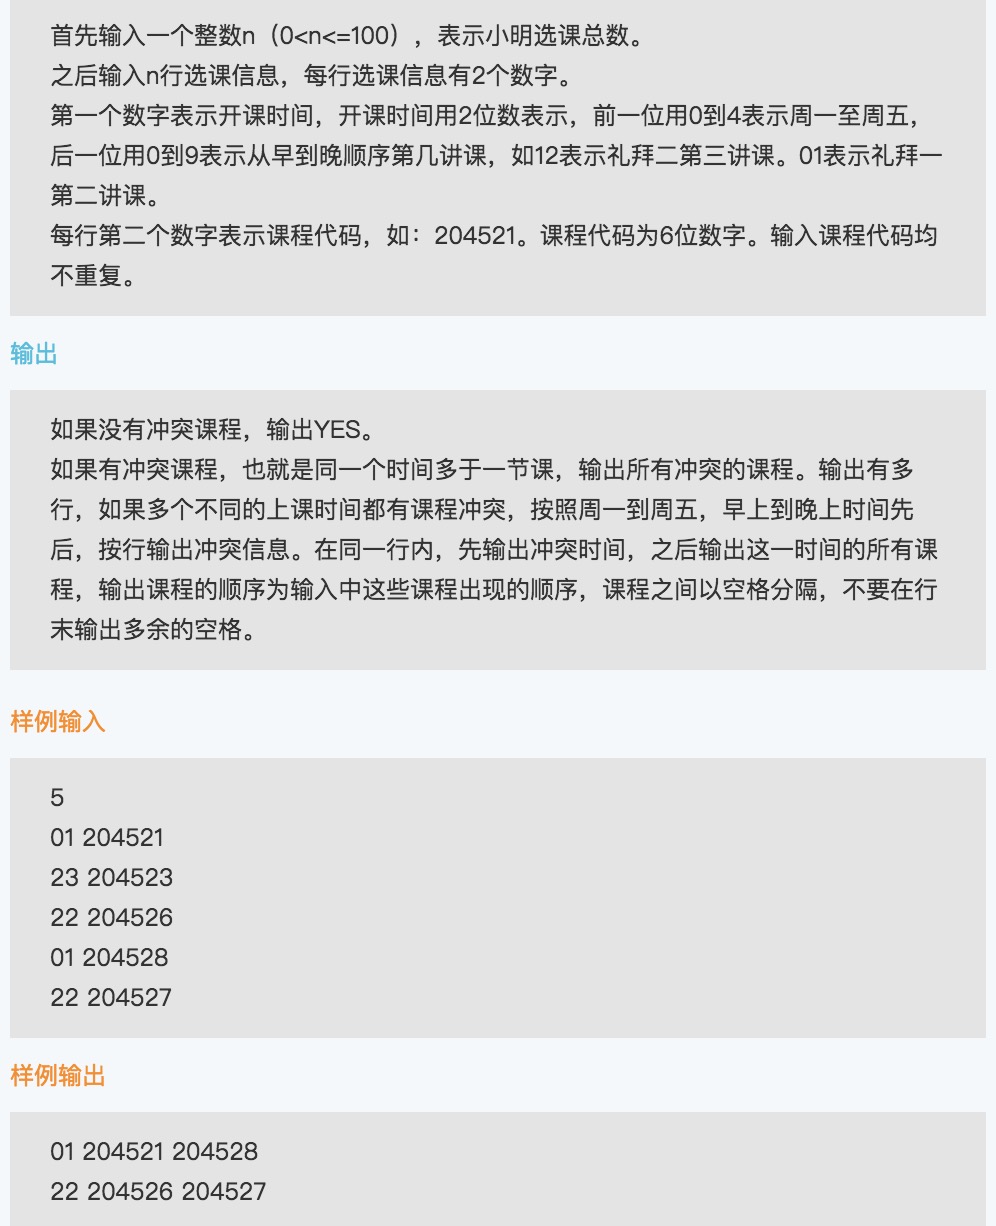 首先输入一个整数n（0<n<=100），表示小明选课总数。
之后输入n行选课信息，每行选课信息有2个数字。
第一个数字表示开课时间，开课时间用2位数表示，前一位用0到4表示周一至周五，
后一位用0到9表示从早到晚顺序第几讲课，如12表示礼拜二第三讲课。01表示礼拜一
第二讲课。
每行第二个数字表示课程代码，如：204521。课程代码为6位数字。输入课程代码均
不重复。
输出
如果没有冲突课程，输出YES。
如果有冲突课程，也就是同一个时间多于一节课，输出所有冲突的课程。输出有多
行，如果多个不同的上课时间都有课程冲突，按照周一到周五，早上到晚上时间先
后，按行输出冲突信息。在同一行内，先输出冲突时间，之后输出这一时间的所有课
程，输出课程的顺序为输入中这些课程出现的顺序，课程之间以空格分隔，不要在行
末输出多余的空格。
样例输入
5
01 204521
23 204523
22 204526
01 204528
22 204527
样例输出
01 204521 204528
22 204526 204527